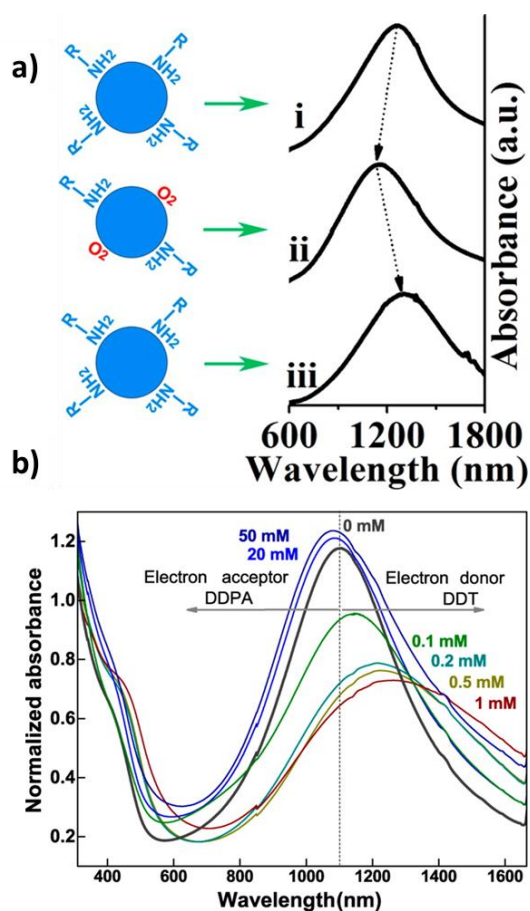 a)
R
NH2
R
NH2
NH2
R
NH2
R
i
R
NH2
O2
O2
NH2
R
ii
R
NH2
R
NH2
NH2
R
NH2
R
iii
Absorbance (a.u.)
600 1200 1800
Wavelength (nm)
b)
50 mM
20 mM
0 mM
Electron acceptor
DDPA
Electron donor
DDT
0.1 mM
0.2 mM
0.5 mM
1 mM
Normalized absorbance
1.2
1.0
0.8
0.6
0.4
0.2
400 600 800 1000 1200 1400 1600
Wavelength(nm)